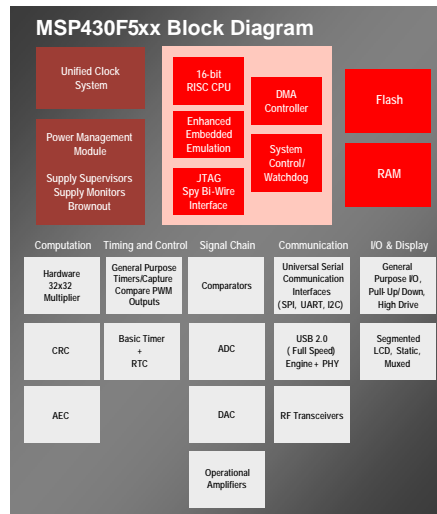 MSP430F5xx Block Diagram
Unified Clock
System
Power Management
Module
Supply Supervisors
Supply Monitors
Brownout
16-bit
RISC CPU
Enhanced
Embedded
Emulation
JTAG
Spy Bi-Wire
Interface
DMA
Controller
System
Control/
Watchdog
Flash
RAM
Computation
Hardware
32x32
Multiplier
CRC
AEC
Timing and Control
General Purpose
Timers/Capture
Compare PWM
Outputs
Basic Timer
+
RTC
Signal Chain
Comparators
ADC
DAC
Operational
Amplifiers
Communication
Universal Serial
Communication
Interfaces
(SPI, UART, I2C)
USB 2.0
( Full Speed)
Engine + PHY
RF Transceivers
I/O & Display
General
Purpose I/O,
Pull-Up/ Down,
High Drive
Segmented
LCD, Static,
Muxed